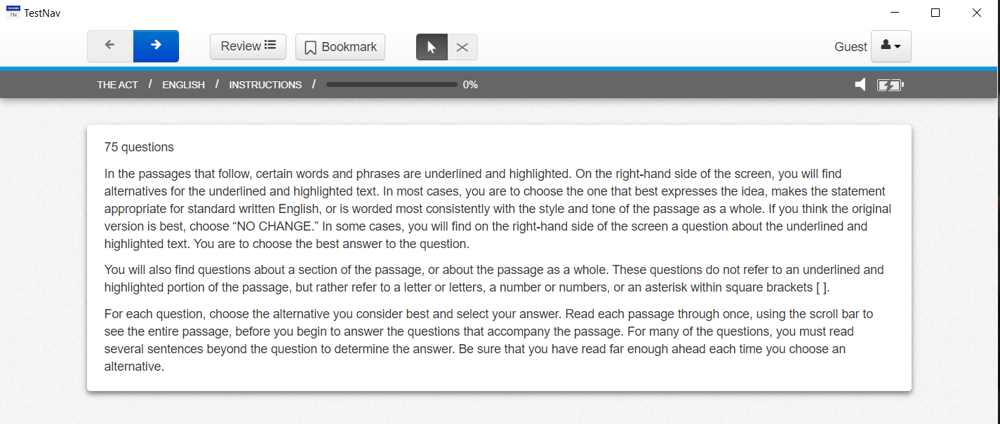 PEARSON
TN
TestNav
Review
Bookmark
Guest
THE ACT / ENGLISH / INSTRUCTIONS / 0%
75 questions
In the passages that follow, certain words and phrases are underlined and highlighted. On the right-hand side of the screen, you will find
alternatives for the underlined and highlighted text. In most cases, you are to choose the one that best expresses the idea, makes the statement
appropriate for standard written English, or is worded most consistently with the style and tone of the passage as a whole. If you think the original
version is best, choose “NO CHANGE.” In some cases, you will find on the right-hand side of the screen a question about the underlined and
highlighted text. You are to choose the best answer to the question.
You will also find questions about a section of the passage, or about the passage as a whole. These questions do not refer to an underlined and
highlighted portion of the passage, but rather refer to a letter or letters, a number or numbers, or an asterisk within square brackets [ ].
For each question, choose the alternative you consider best and select your answer. Read each passage through once, using the scroll bar to
see the entire passage, before you begin to answer the questions that accompany the passage. For many of the questions, you must read
several sentences beyond the question to determine the answer. Be sure that you have read far enough ahead each time you choose an
alternative.